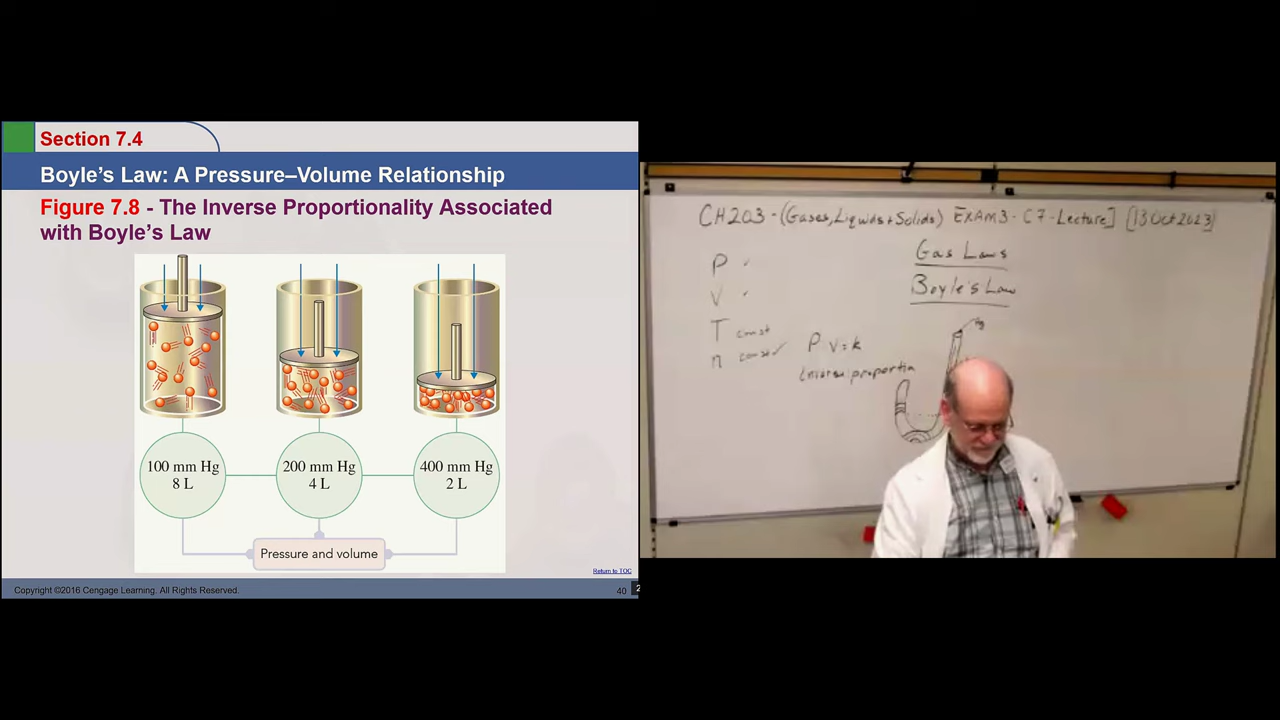 Section 7.4
Boyle's Law: A Pressure–Volume Relationship
Figure 7.8 - The Inverse Proportionality Associated
with Boyle's Law
100 mm Hg
8 L
200 mm Hg
4 L
400 mm Hg
2 L
Pressure and volume
Return to TOC
Copyright ©2016 Cengage Learning. All Rights Reserved.
40
2
CH203 - (Gases, Liquids + Solids) Exam3 - C7 - Lecture] [13 Oct 2023]
Gas Laws
Boyle's Law
P ✓
V ✓
T const
n const ✓
P V = k
inverse proportion
Hg